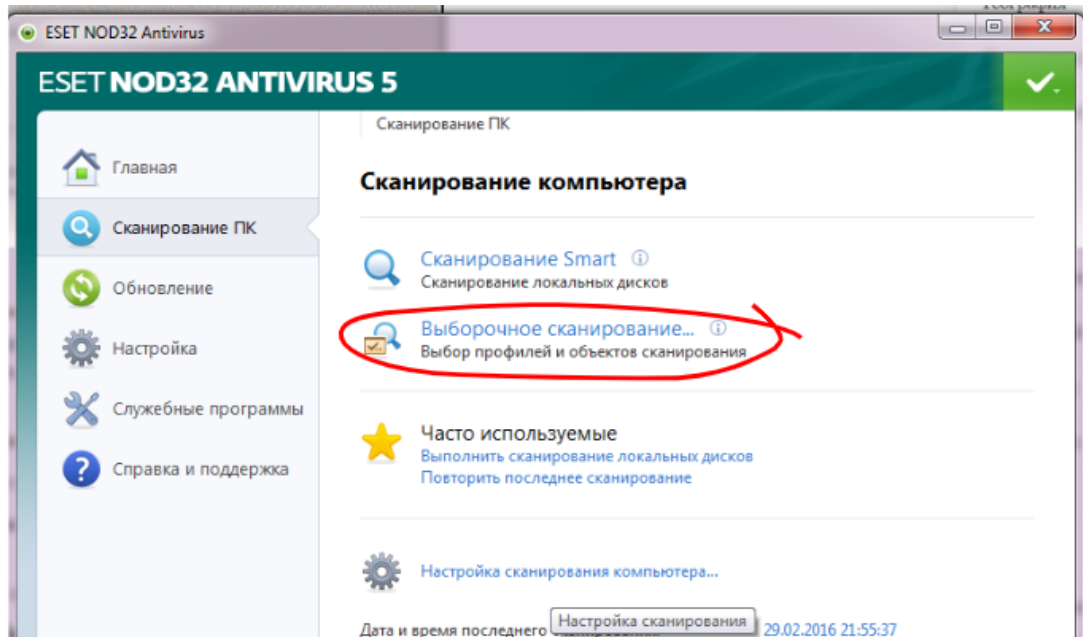 География
ESET NOD32 Antivirus
ESET NOD32 ANTIVIRUS 5
Сканирование ПК
Главная
Сканирование компьютера
Сканирование ПК
Сканирование Smart
Сканирование локальных дисков
Обновление
Выборочное сканирование...
Выбор профилей и объектов сканирования
Настройка
Служебные программы
Часто используемые
Выполнить сканирование локальных дисков
Повторить последнее сканирование
Справка и поддержка
Настройка сканирования компьютера...
Настройка сканирования
Дата и время последнего 29.02.2016 21:55:37